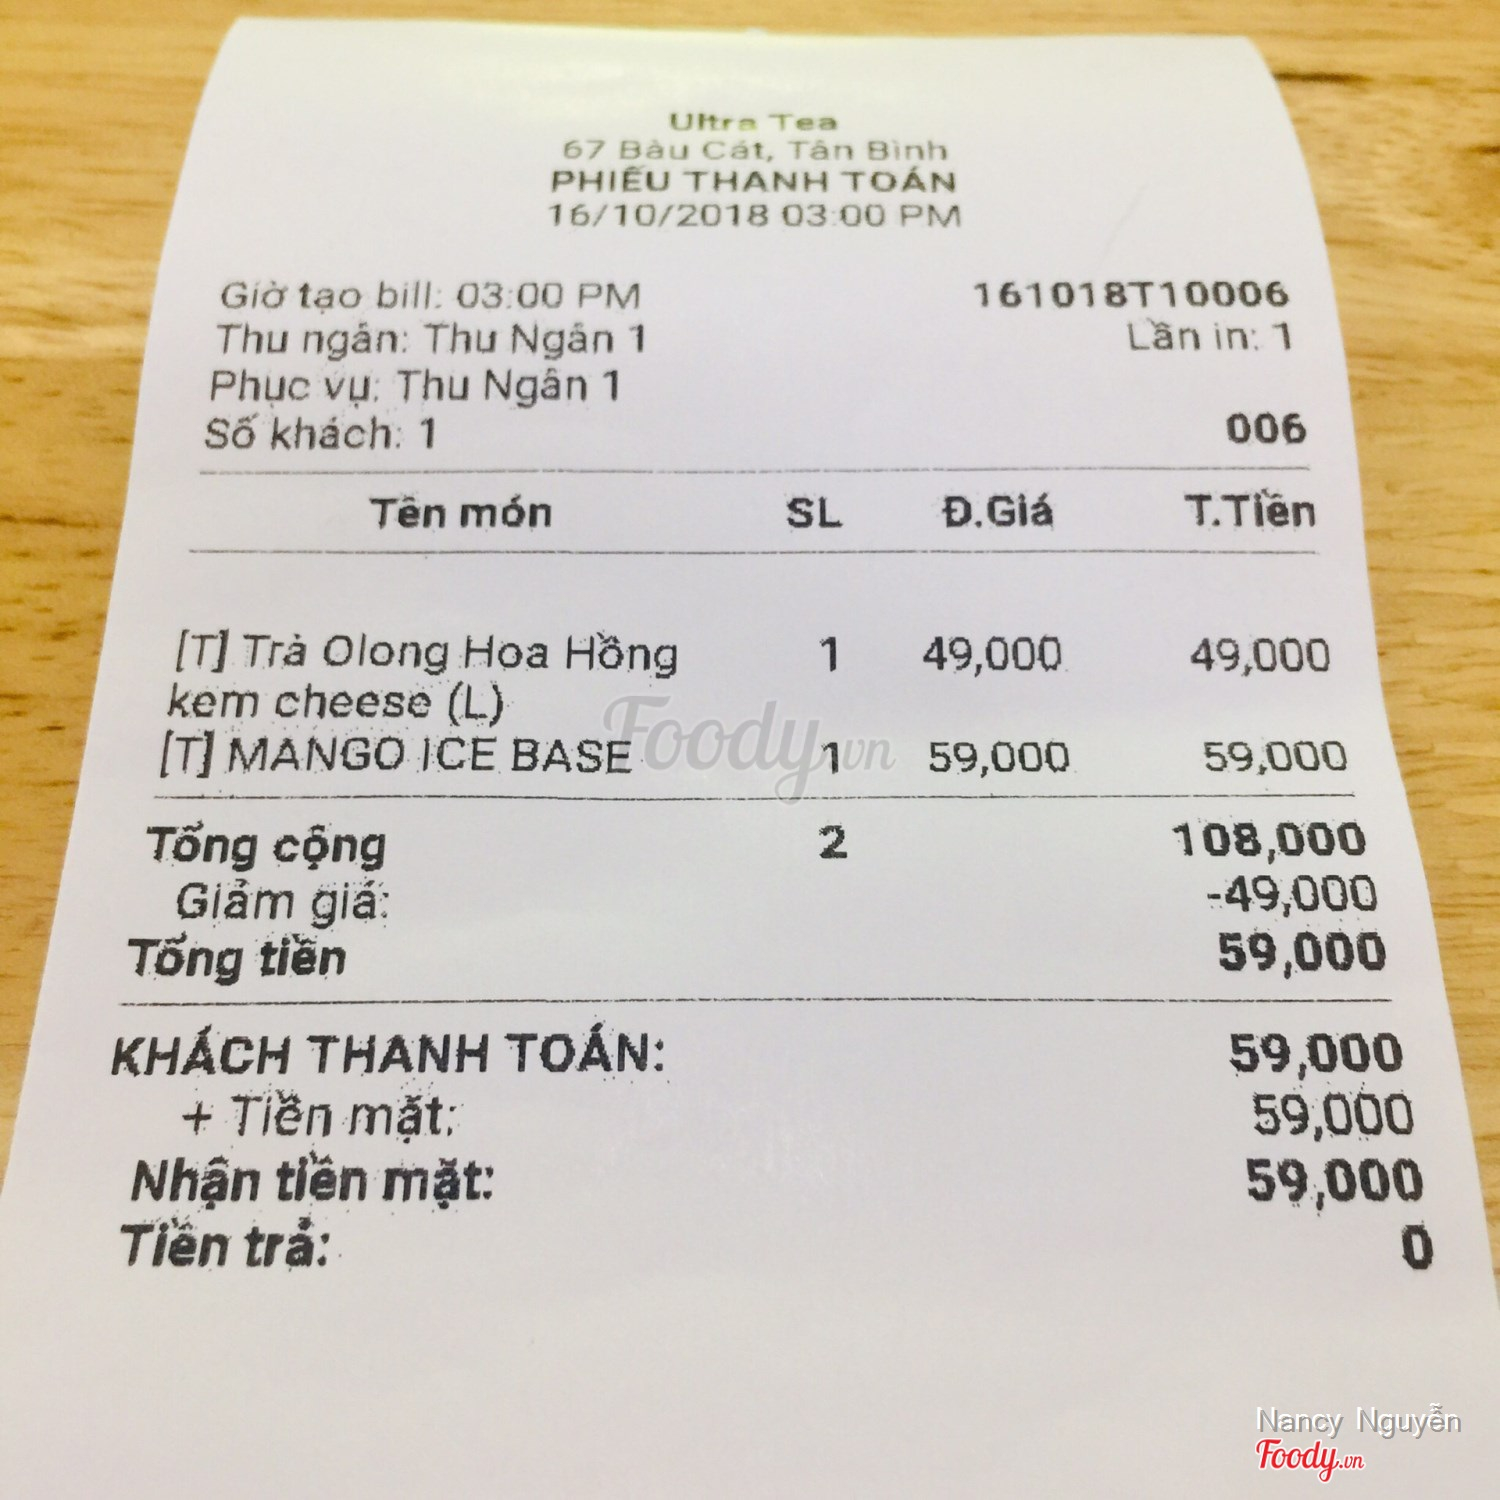 Ultra Tea
67 Bàu Cát, Tân Bình
PHIẾU THANH TOÁN
16/10/2018 03:00 PM
Giờ tạo bill: 03:00 PM 161018T10006
Thu ngân: Thu Ngân 1 Lần in: 1
Phục vụ: Thu Ngân 1
Số khách: 1 006
Tên món SL Đ.Giá T.Tiền
[T] Trà Olong Hoa Hồng 1 49,000 49,000
kem cheese (L)
[T] MANGO ICE BASE 1 59,000 59,000
Foody.vn
Tổng cộng 2 108,000
Giảm giá: -49,000
Tổng tiền 59,000
KHÁCH THANH TOÁN: 59,000
+ Tiền mặt: 59,000
Nhận tiền mặt: 59,000
Tiền trả: 0
Nancy Nguyễn
Foody.vn